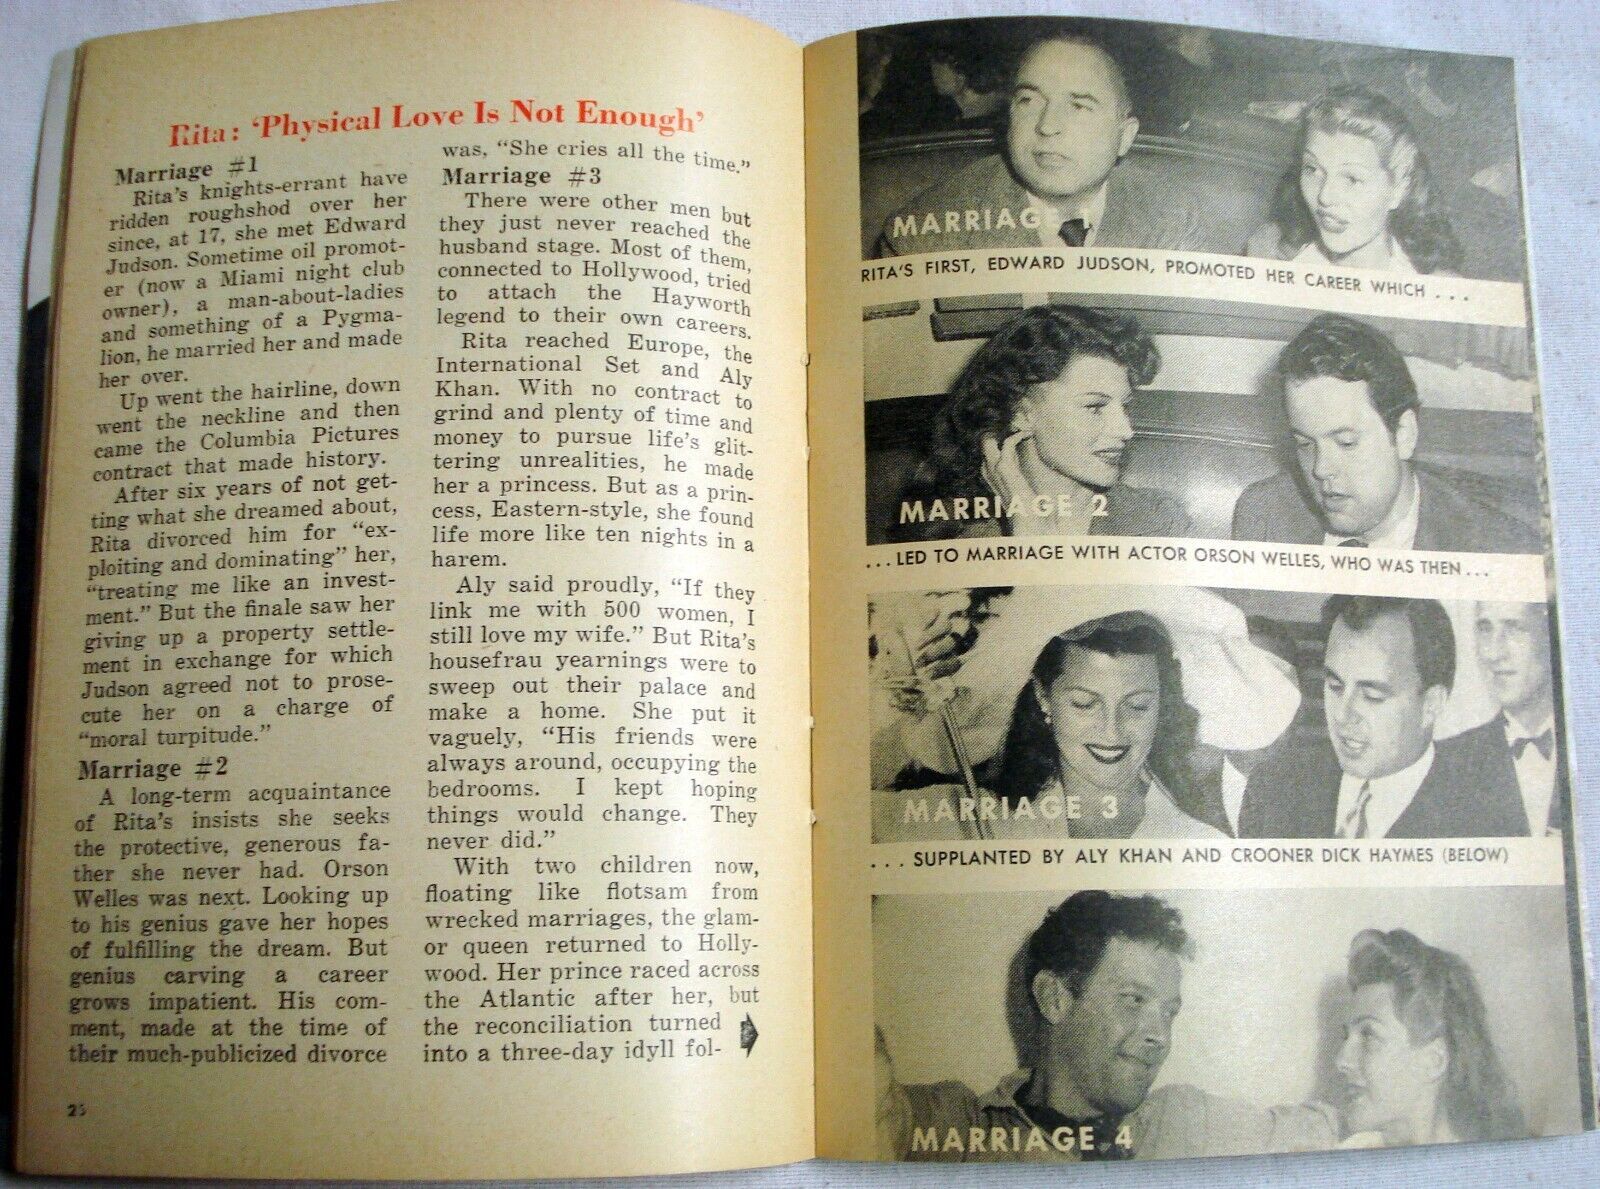 Rita: ‘Physical Love Is Not Enough’
Marriage #1
Rita's knights-errant have
ridden roughshod over her
since, at 17, she met Edward
Judson. Sometime oil promot-
er (now a Miami night club
owner), a man-about-ladies
and something of a Pygma-
lion, he married her and made
her over.
Up went the hairline, down
went the neckline and then
came the Columbia Pictures
contract that made history.
After six years of not get-
ting what she dreamed about,
Rita divorced him for “ex-
ploiting and dominating” her,
“treating me like an invest-
ment.” But the finale saw her
giving up a property settle-
ment in exchange for which
Judson agreed not to prose-
cute her on a charge of
“moral turpitude.”
Marriage #2
A long-term acquaintance
of Rita's insists she seeks
the protective, generous fa-
ther she never had. Orson
Welles was next. Looking up
to his genius gave her hopes
of fulfilling the dream. But
genius carving a career
grows impatient. His com-
ment, made at the time of
their much-publicized divorce
was, “She cries all the time.”
Marriage #3
There were other men but
they just never reached the
husband stage. Most of them,
connected to Hollywood, tried
to attach the Hayworth
legend to their own careers.
Rita reached Europe, the
International Set and Aly
Khan. With no contract to
grind and plenty of time and
money to pursue life's glit-
tering unrealities, he made
her a princess. But as a prin-
cess, Eastern-style, she found
life more like ten nights in a
harem.
Aly said proudly, “If they
link me with 500 women, I
still love my wife.” But Rita's
housefrau yearnings were to
sweep out their palace and
make a home. She put it
vaguely, “His friends were
always around, occupying the
bedrooms. I kept hoping
things would change. They
never did.”
With two children now,
floating like flotsam from
wrecked marriages, the glam-
or queen returned to Holly-
wood. Her prince raced across
the Atlantic after her, but
the reconciliation turned
into a three-day idyll fol-
MARRIAGE 1
RITA'S FIRST, EDWARD JUDSON, PROMOTED HER CAREER WHICH . . .
MARRIAGE 2
. . . LED TO MARRIAGE WITH ACTOR ORSON WELLES, WHO WAS THEN . . .
MARRIAGE 3
. . . SUPPLANTED BY ALY KHAN AND CROONER DICK HAYMES (BELOW)
MARRIAGE 4